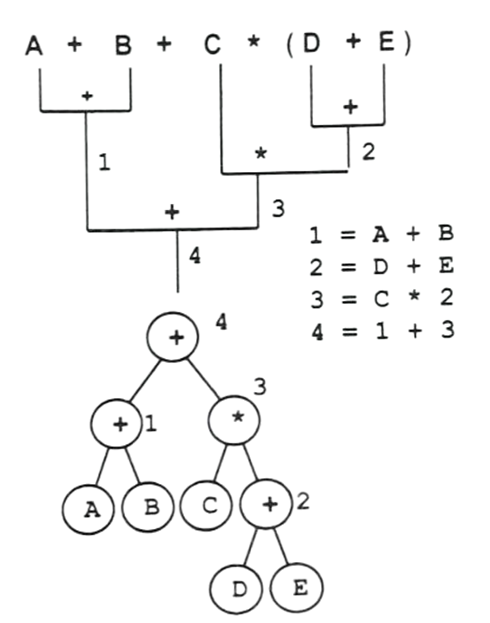 A + B + C * (D + E)
+
+
1
*
2
+
3
4
1 = A + B
2 = D + E
3 = C * 2
4 = 1 + 3
+ 4
3
+ 1 *
A B C + 2
D E